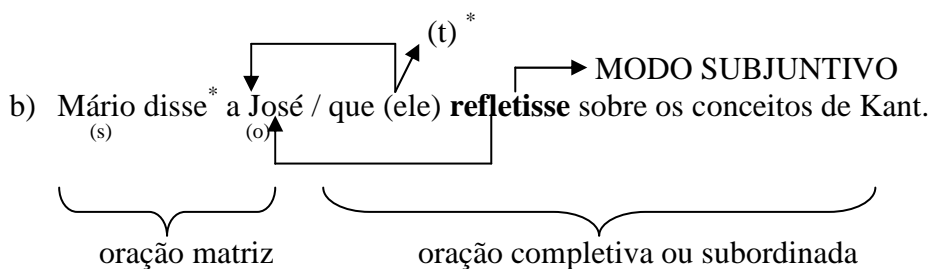 (t) *
MODO SUBJUNTIVO
b) Mário disse* a José / que (ele) refletisse sobre os conceitos de Kant.
(s) (o)
oração matriz oração completiva ou subordinada